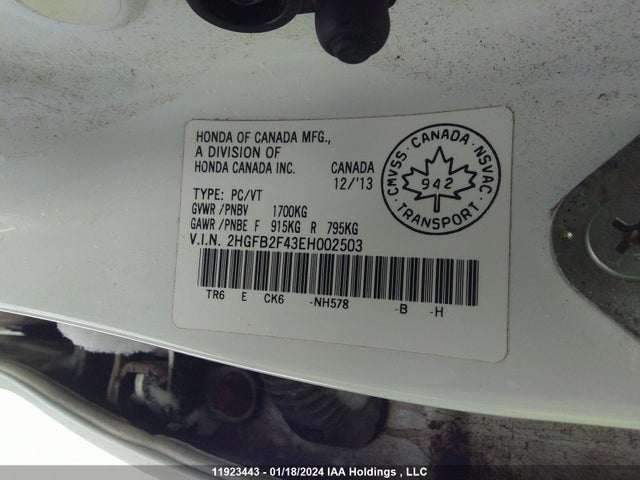 HONDA OF CANADA MFG.,
A DIVISION OF
HONDA CANADA INC. CANADA
12/'13
TYPE: PC/VT
GVWR/PNBV 1700KG
GAWR/PNBE F 915KG R 795KG
V.I.N. 2HGFB2F43EH002503
TR6 E CK6 -NH578 -B -H
CMVSS · CANADA · NSVAC
942
· TRANSPORT ·
11923443 - 01/18/2024 IAA Holdings , LLC